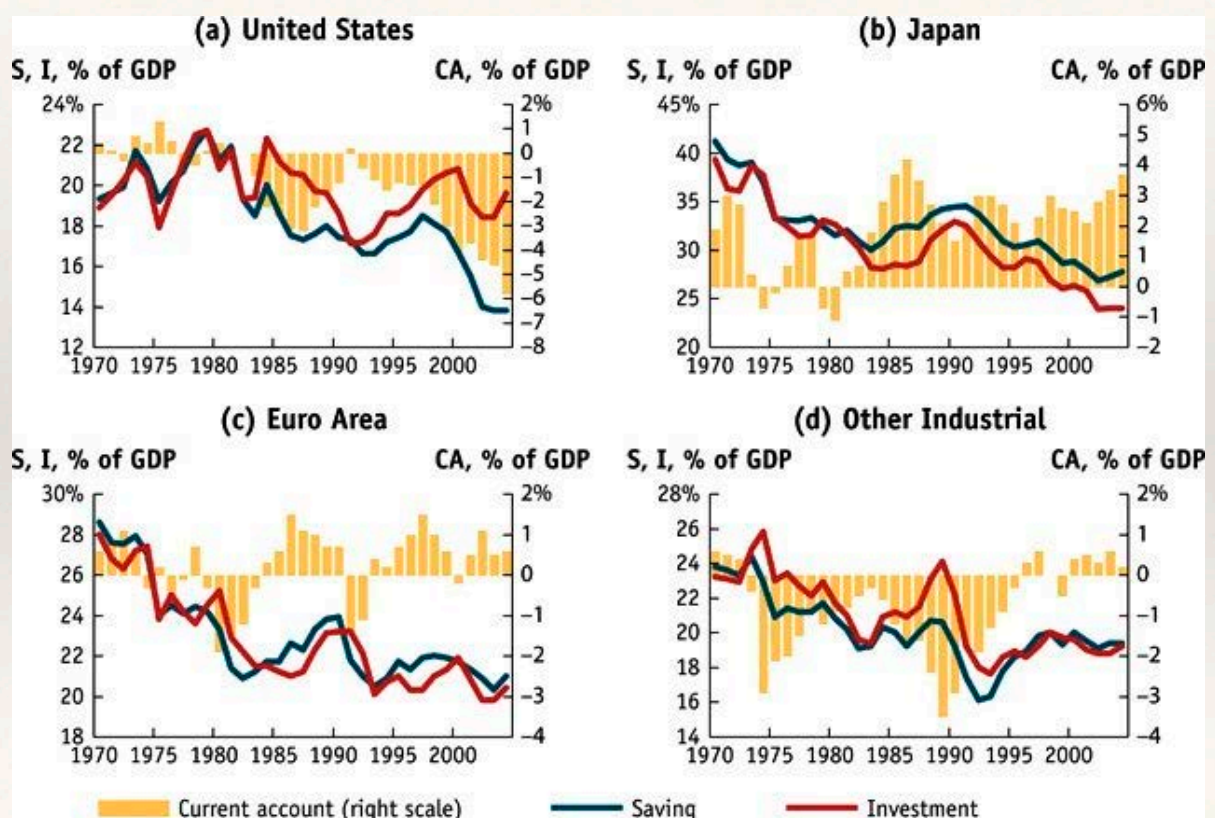 (a) United States
S, I, % of GDP CA, % of GDP
24% 2%
22 1
20 0
18 −1
16 −2
14 −3
12 −4
−5
−6
−7
−8
1970 1975 1980 1985 1990 1995 2000
(b) Japan
S, I, % of GDP CA, % of GDP
45% 6%
40 5
35 4
30 3
25 2
20 1
0
−1
−2
1970 1975 1980 1985 1990 1995 2000
(c) Euro Area
S, I, % of GDP CA, % of GDP
30% 2%
28 1
26 0
24 −1
22 −2
20 −3
18 −4
1970 1975 1980 1985 1990 1995 2000
(d) Other Industrial
S, I, % of GDP CA, % of GDP
28% 2%
26 1
24 0
22 −1
20 −2
18 −3
16 −4
14
1970 1975 1980 1985 1990 1995 2000
Current account (right scale) Saving Investment